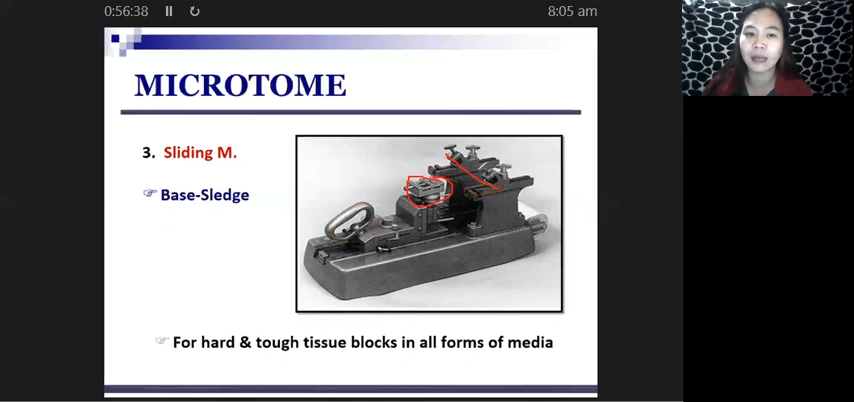 0:56:38
8:05 am
MICROTOME
3. Sliding M.
Base-Sledge
For hard & tough tissue blocks in all forms of media